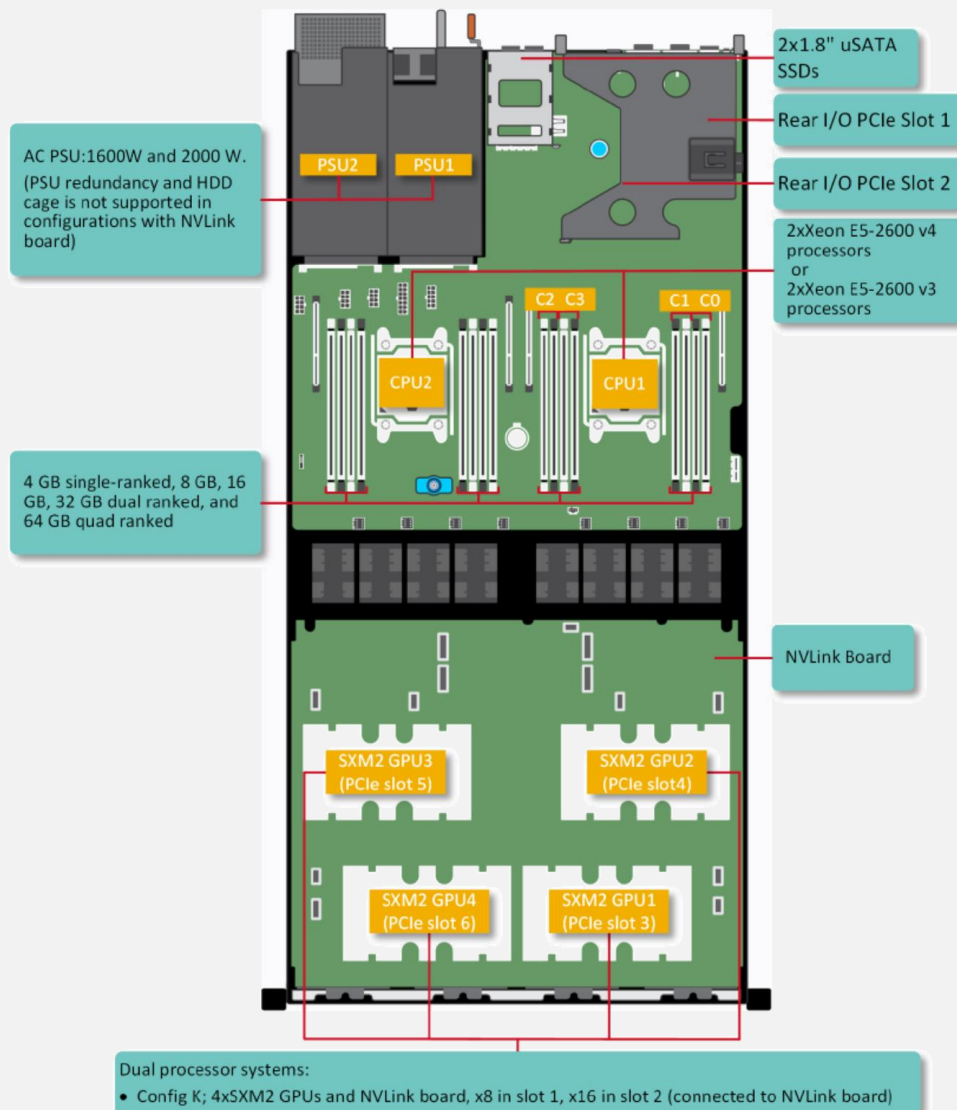 2x1.8" uSATA
SSDs
Rear I/O PCIe Slot 1
AC PSU:1600W and 2000 W.
(PSU redundancy and HDD
cage is not supported in
configurations with NVLink
board)
PSU2
PSU1
Rear I/O PCIe Slot 2
2xXeon E5-2600 v4
processors
or
2xXeon E5-2600 v3
processors
C2 C3
C1 C0
CPU2
CPU1
4 GB single-ranked, 8 GB, 16
GB, 32 GB dual ranked, and
64 GB quad ranked
NVLink Board
SXM2 GPU3
(PCIe slot 5)
SXM2 GPU2
(PCIe slot4)
SXM2 GPU4
(PCIe slot 6)
SXM2 GPU1
(PCIe slot 3)
Dual processor systems:
• Config K; 4xSXM2 GPUs and NVLink board, x8 in slot 1, x16 in slot 2 (connected to NVLink board)